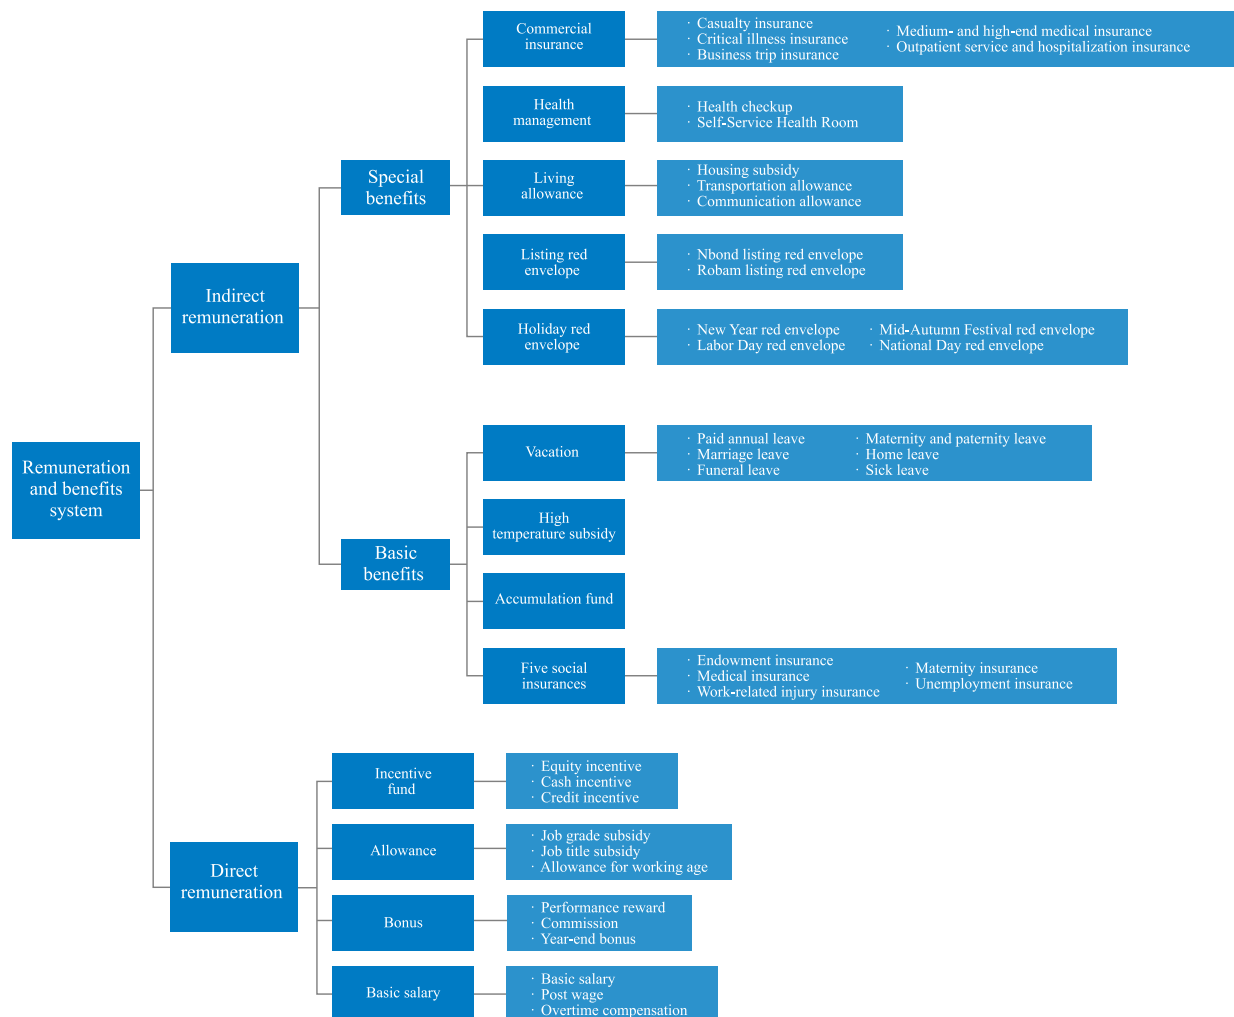 Remuneration
and benefits
system
Indirect
remuneration
Special
benefits
Commercial
insurance
· Casualty insurance
· Critical illness insurance
· Business trip insurance
· Medium- and high-end medical insurance
· Outpatient service and hospitalization insurance
Health
management
· Health checkup
· Self-Service Health Room
Living
allowance
· Housing subsidy
· Transportation allowance
· Communication allowance
Listing red
envelope
· Nbond listing red envelope
· Robam listing red envelope
Holiday red
envelope
· New Year red envelope
· Labor Day red envelope
· Mid-Autumn Festival red envelope
· National Day red envelope
Basic
benefits
Vacation
· Paid annual leave
· Marriage leave
· Funeral leave
· Maternity and paternity leave
· Home leave
· Sick leave
High
temperature subsidy
Accumulation fund
Five social
insurances
· Endowment insurance
· Medical insurance
· Work-related injury insurance
· Maternity insurance
· Unemployment insurance
Direct
remuneration
Incentive
fund
· Equity incentive
· Cash incentive
· Credit incentive
Allowance
· Job grade subsidy
· Job title subsidy
· Allowance for working age
Bonus
· Performance reward
· Commission
· Year-end bonus
Basic salary
· Basic salary
· Post wage
· Overtime compensation